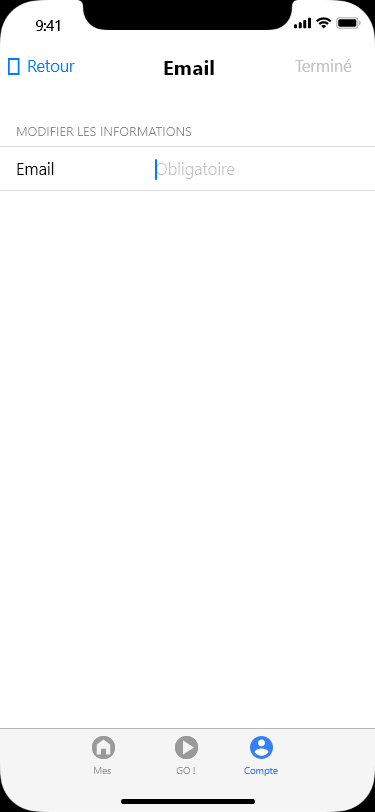 9:41
Retour
Email
Terminé
MODIFIER LES INFORMATIONS
Email
Obligatoire
Mes
GO !
Compte